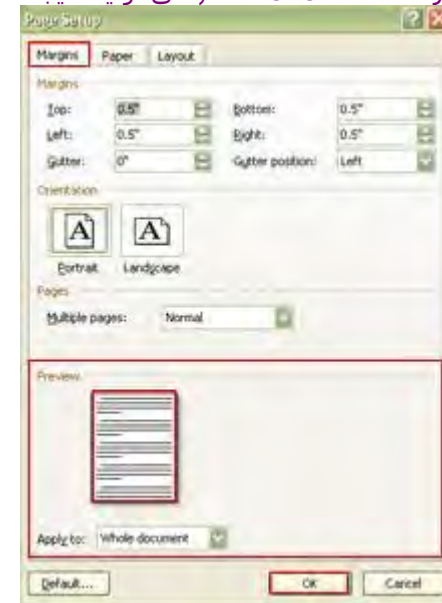 Page Setup
Margins Paper Layout
Margins
Top: 0.5" Bottom: 0.5"
Left: 0.5" Right: 0.5"
Gutter: 0" Gutter position: Left
Orientation
A A
Portrait Landscape
Pages
Multiple pages: Normal
Preview
Apply to: Whole document
Default... OK Cancel